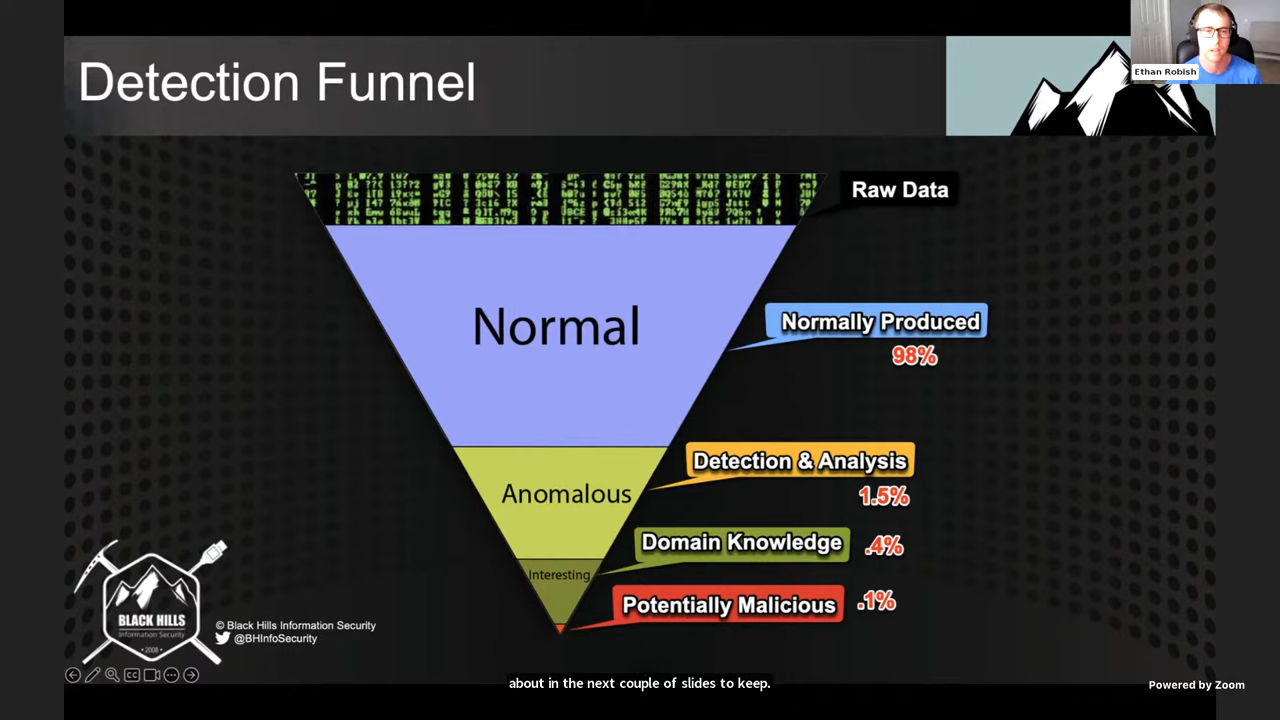 Ethan Robish
Detection Funnel
Raw Data
Normal
Normally Produced
98%
Detection & Analysis
1.5%
Anomalous
Domain Knowledge
.4%
Interesting
Potentially Malicious
.1%
BLACK HILLS
Information Security
• 2008 •
© Black Hills Information Security
@BHInfoSecurity
CC
about in the next couple of slides to keep.
Powered by Zoom